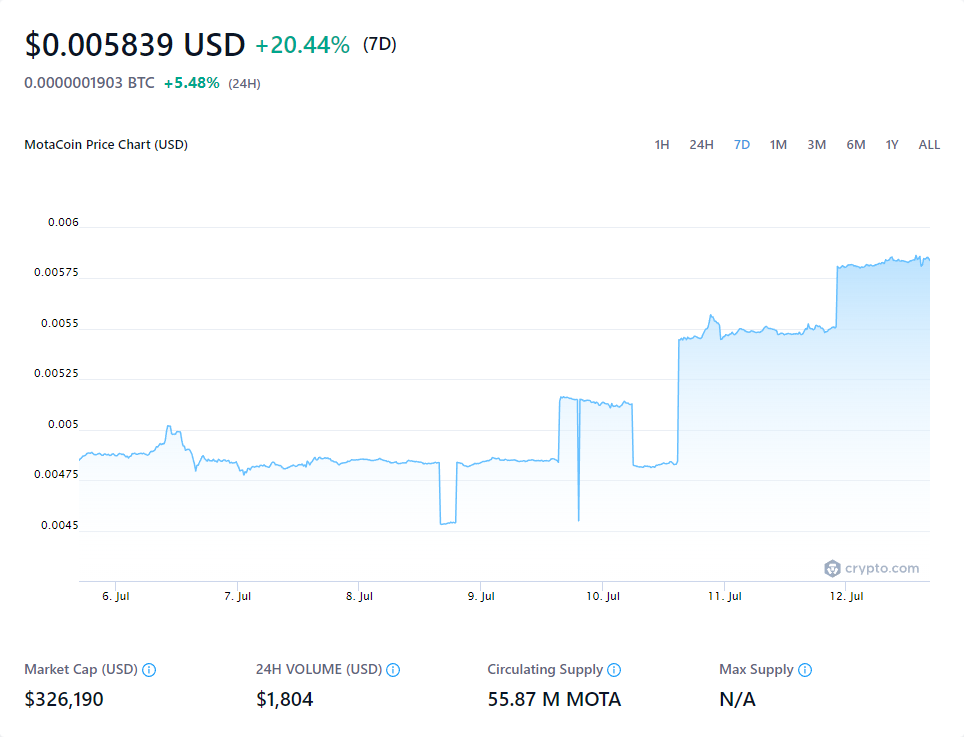 $0.005839 USD +20.44% (7D)
0.0000001903 BTC +5.48% (24H)
MotaCoin Price Chart (USD) 1H 24H 7D 1M 3M 6M 1Y ALL
0.006
0.00575
0.0055
0.00525
0.005
0.00475
0.0045
crypto.com
6. Jul 7. Jul 8. Jul 9. Jul 10. Jul 11. Jul 12. Jul
Market Cap (USD) 24H VOLUME (USD) Circulating Supply Max Supply
$326,190 $1,804 55.87 M MOTA N/A